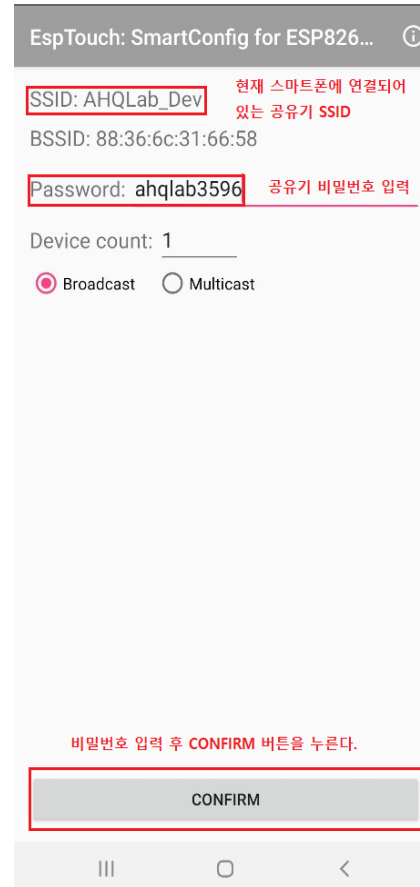 EspTouch: SmartConfig for ESP826...
SSID: AHQLab_Dev
현재 스마트폰에 연결되어
있는 공유기 SSID
BSSID: 88:36:6c:31:66:58
Password: ahqlab3596
공유기 비밀번호 입력
Device count: 1
Broadcast Multicast
비밀번호 입력 후 CONFIRM 버튼을 누른다.
CONFIRM